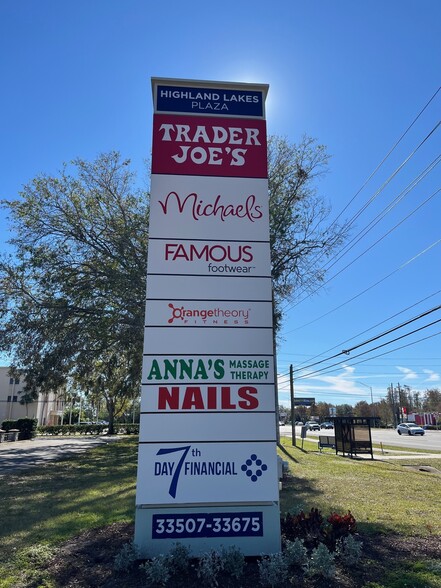 HIGHLAND LAKES
PLAZA
TRADER
JOE'S
Michaels
FAMOUS
footwear
Orangetheory
FITNESS
ANNA'S MASSAGE
THERAPY
NAILS
7th
DAY FINANCIAL
33507-33675